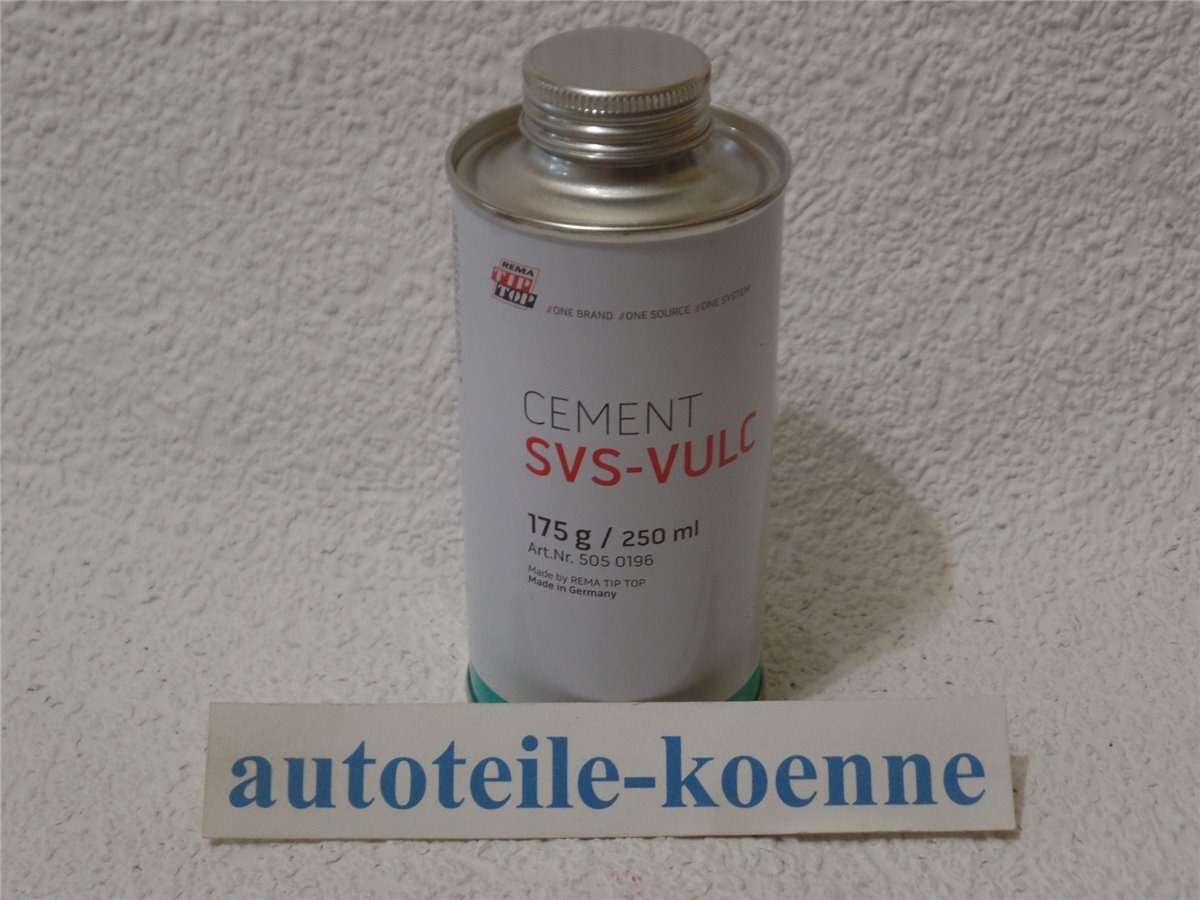 REMA
TIP
TOP
//ONE BRAND //ONE SOURCE //ONE SYSTEM
CEMENT
SVS-VULC
175 g / 250 ml
Art.Nr. 505 0196
Made by REMA TIP TOP
Made in Germany
autoteile-koenne